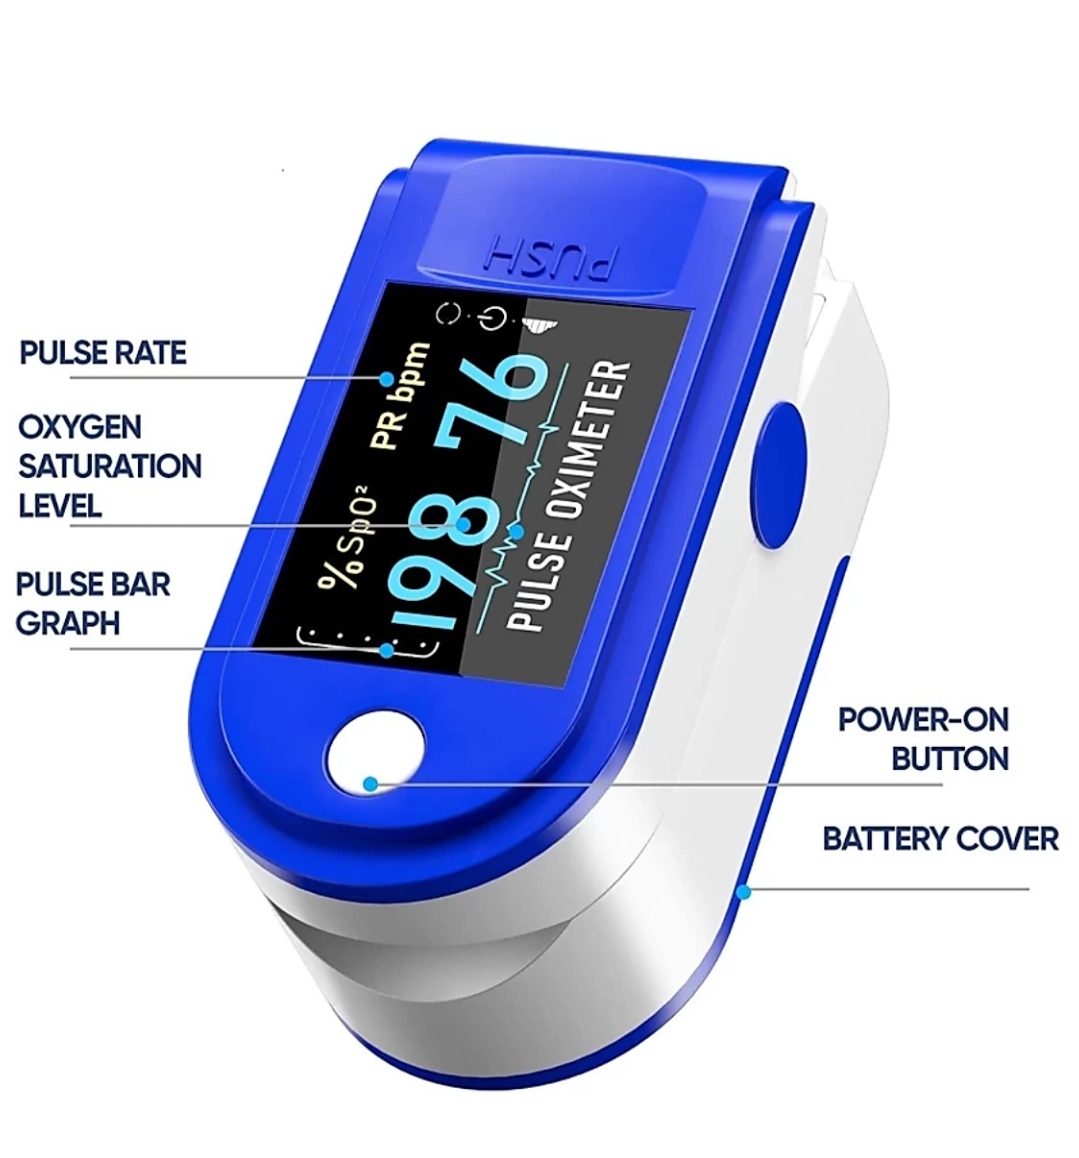 PUSH
PULSE RATE
OXYGEN
SATURATION
LEVEL
PULSE BAR
GRAPH
PR bpm
76
%SpO²
198
PULSE OXIMETER
POWER-ON
BUTTON
BATTERY COVER